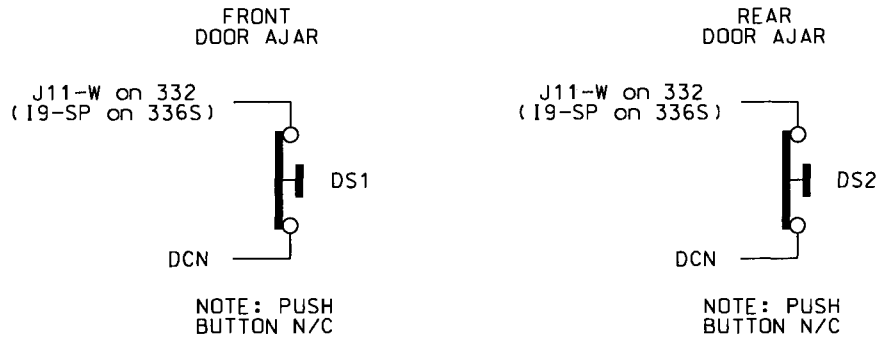 FRONT
DOOR AJAR
J11-W on 332
(I9-SP on 336S)
DS1
DCN
NOTE: PUSH
BUTTON N/C
REAR
DOOR AJAR
J11-W on 332
(I9-SP on 336S)
DS2
DCN
NOTE: PUSH
BUTTON N/C